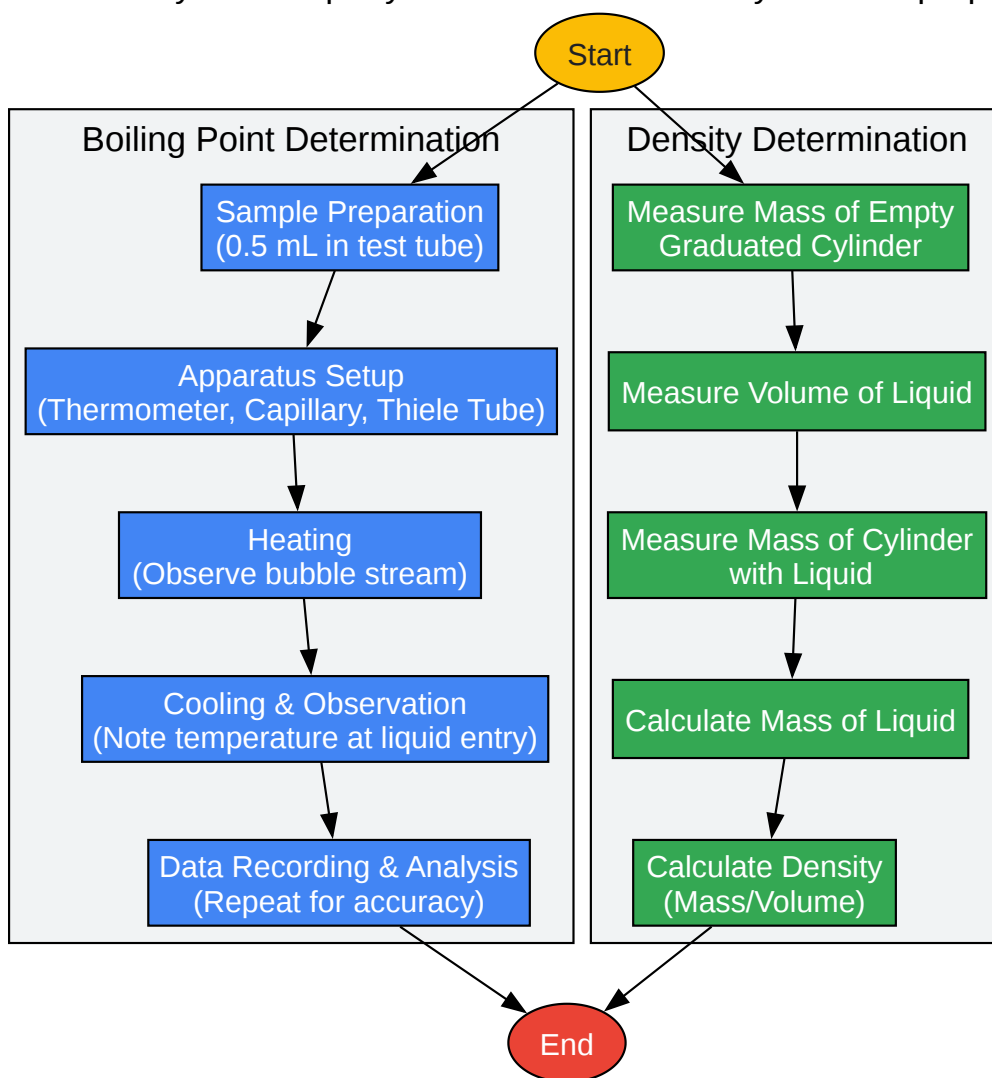 Start
Boiling Point Determination
Sample Preparation
(0.5 mL in test tube)
Apparatus Setup
(Thermometer, Capillary, Thiele Tube)
Heating
(Observe bubble stream)
Cooling & Observation
(Note temperature at liquid entry)
Data Recording & Analysis
(Repeat for accuracy)
Density Determination
Measure Mass of Empty
Graduated Cylinder
Measure Volume of Liquid
Measure Mass of Cylinder
with Liquid
Calculate Mass of Liquid
Calculate Density
(Mass/Volume)
End